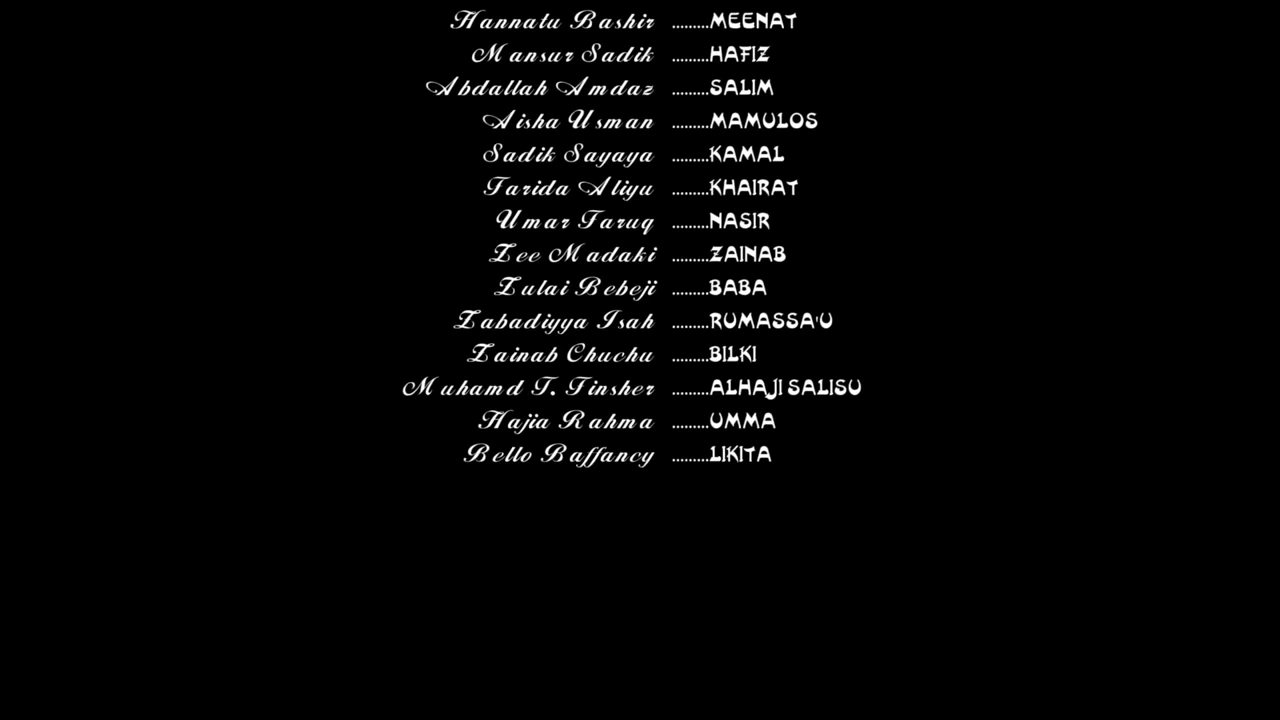 Hannatu Bashir .........MEENAT
Mansur Sadik .........HAFIZ
Abdallah Amdaz .........SALIM
Aisha Usman .........MAMULOS
Sadik Sayaya .........KAMAL
Farida Aliyu .........KHAIRAT
Umar Faruq .........NASIR
Zee Madaki .........ZAINAB
Zulai Bebeji .........BABA
Zabadiyya Isah .........RUMASSA'U
Zainab Chuchu .........BILKI
Muhamd T. Finsher .........ALHAJI SALISU
Hajia Rahma .........UMMA
Bello Baffancy .........LIKITA